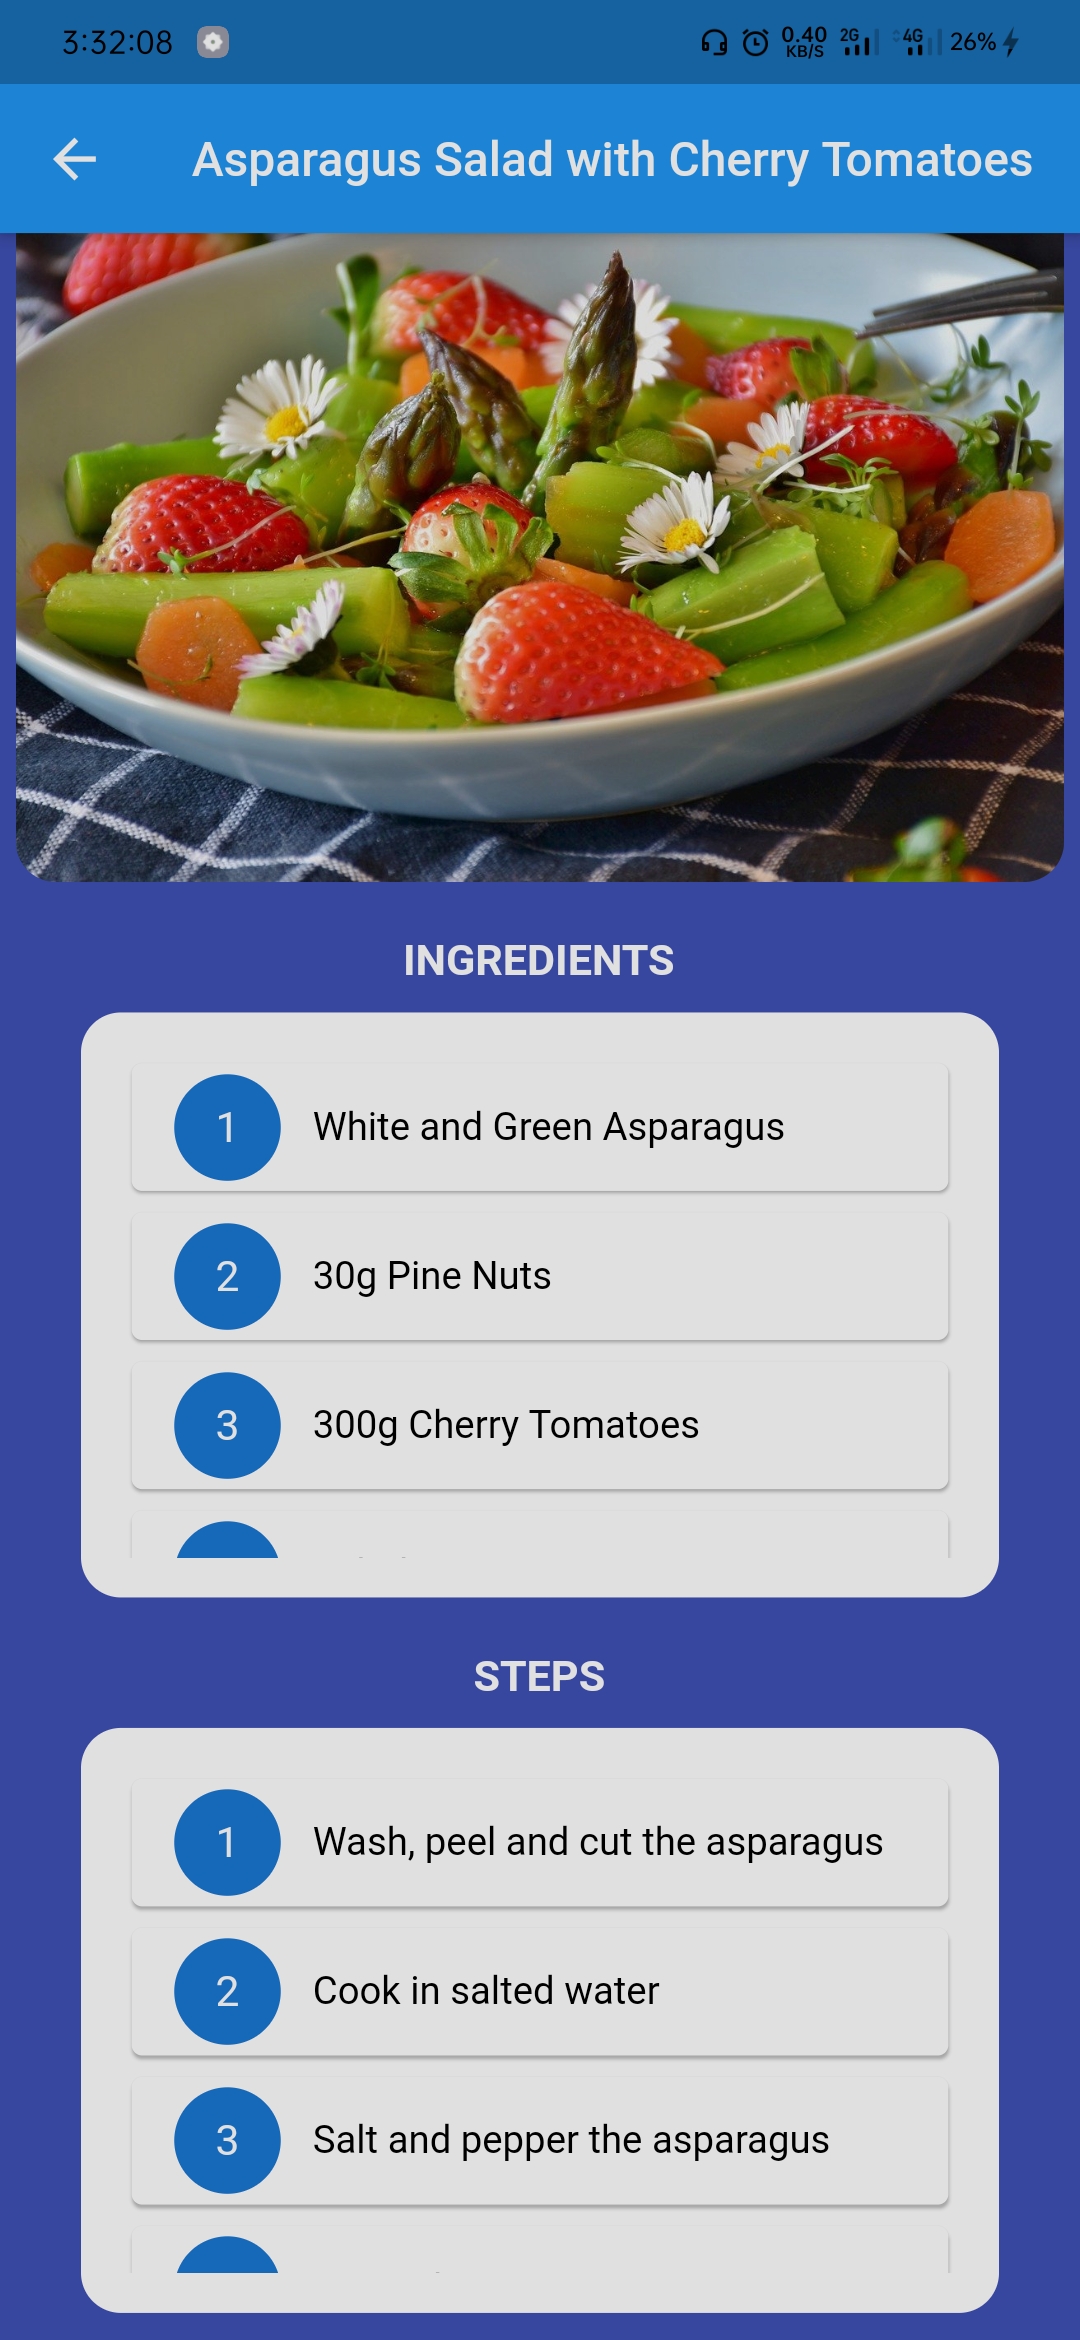 3:32:08
0.40 KB/S 2G 4G 26%
Asparagus Salad with Cherry Tomatoes
INGREDIENTS
1 White and Green Asparagus
2 30g Pine Nuts
3 300g Cherry Tomatoes
STEPS
1 Wash, peel and cut the asparagus
2 Cook in salted water
3 Salt and pepper the asparagus